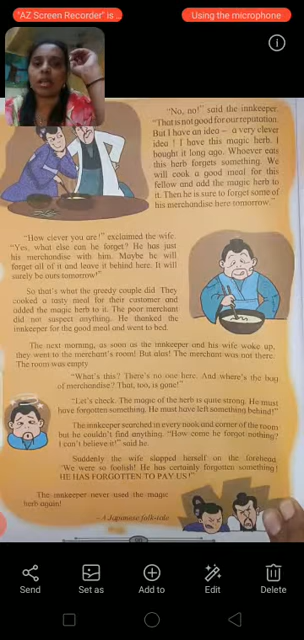 "AZ Screen Recorder" is ..
Using the microphone
"No, no!" said the innkeeper.
"That is not good for our reputation.
But I have an idea – a very clever
idea ! I have this magic herb. I
bought it long ago. Whoever eats
this herb forgets something. We
will cook a good meal for this
fellow and add the magic herb to
it. Then he is sure to forget some of
his merchandise here tomorrow."
"How clever you are!" exclaimed the wife.
"Yes, what else can he forget? He has just
his merchandise with him. Maybe he will
forget all of it and leave it behind here. It will
surely be ours tomorrow!"
So that's what the greedy couple did. They
cooked a tasty meal for their customer and
added the magic herb to it. The poor merchant
did not suspect anything. He thanked the
innkeeper for the good meal and went to bed.
The next morning, as soon as the innkeeper and his wife woke up,
they went to the merchant's room! But alas! The merchant was not there.
The room was empty.
"What's this? There's no one here. And where's the bag
of merchandise? That, too, is gone!"
"Let's check. The magic of the herb is quite strong. He must
have forgotten something. He must have left something behind!"
The innkeeper searched in every nook and corner of the room
but he couldn't find anything. "How come he forgot nothing?
I can't believe it!" said he.
Suddenly the wife slapped herself on the forehead.
"We were so foolish! He has certainly forgotten something!
HE HAS FORGOTTEN TO PAY US!"
The innkeeper never used the magic
herb again!
– A Japanese folk-tale
Send
Set as
Add to
Edit
Delete